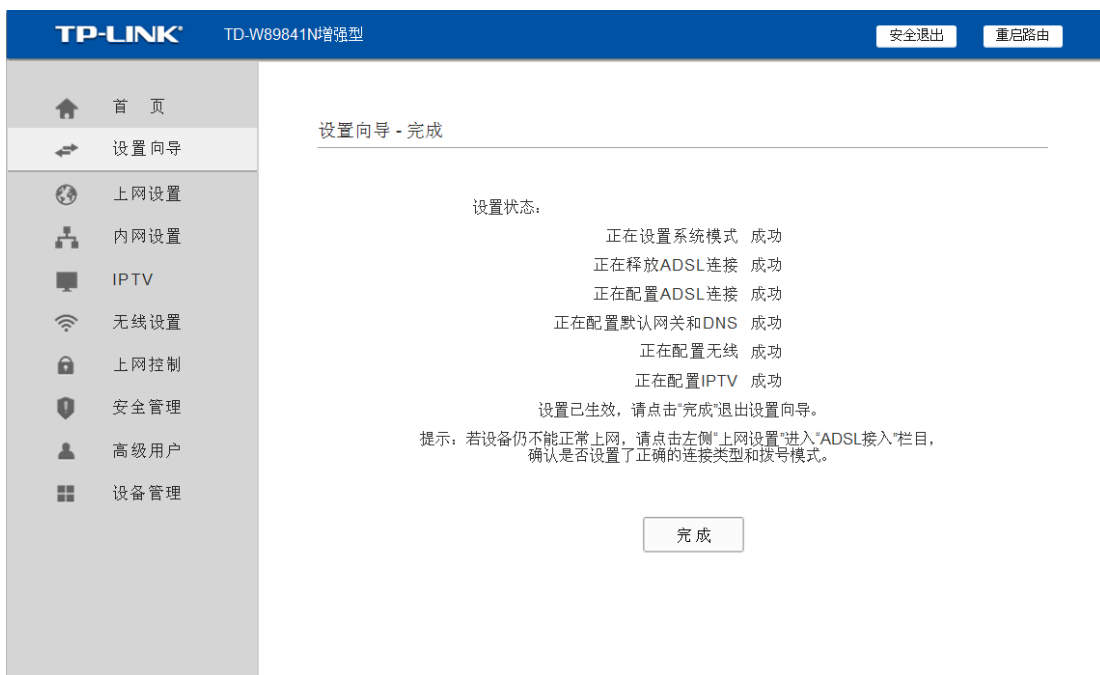 TP-LINK® TD-W89841N增强型 安全退出 重启路由
首 页
设置向导
上网设置
内网设置
IPTV
无线设置
上网控制
安全管理
高级用户
设备管理
设置向导 - 完成
设置状态：
正在设置系统模式 成功
正在释放ADSL连接 成功
正在配置ADSL连接 成功
正在配置默认网关和DNS 成功
正在配置无线 成功
正在配置IPTV 成功
设置已生效，请点击“完成”退出设置向导。
提示：若设备仍不能正常上网，请点击左侧“上网设置”进入“ADSL接入”栏目，
确认是否设置了正确的连接类型和拨号模式。
完成